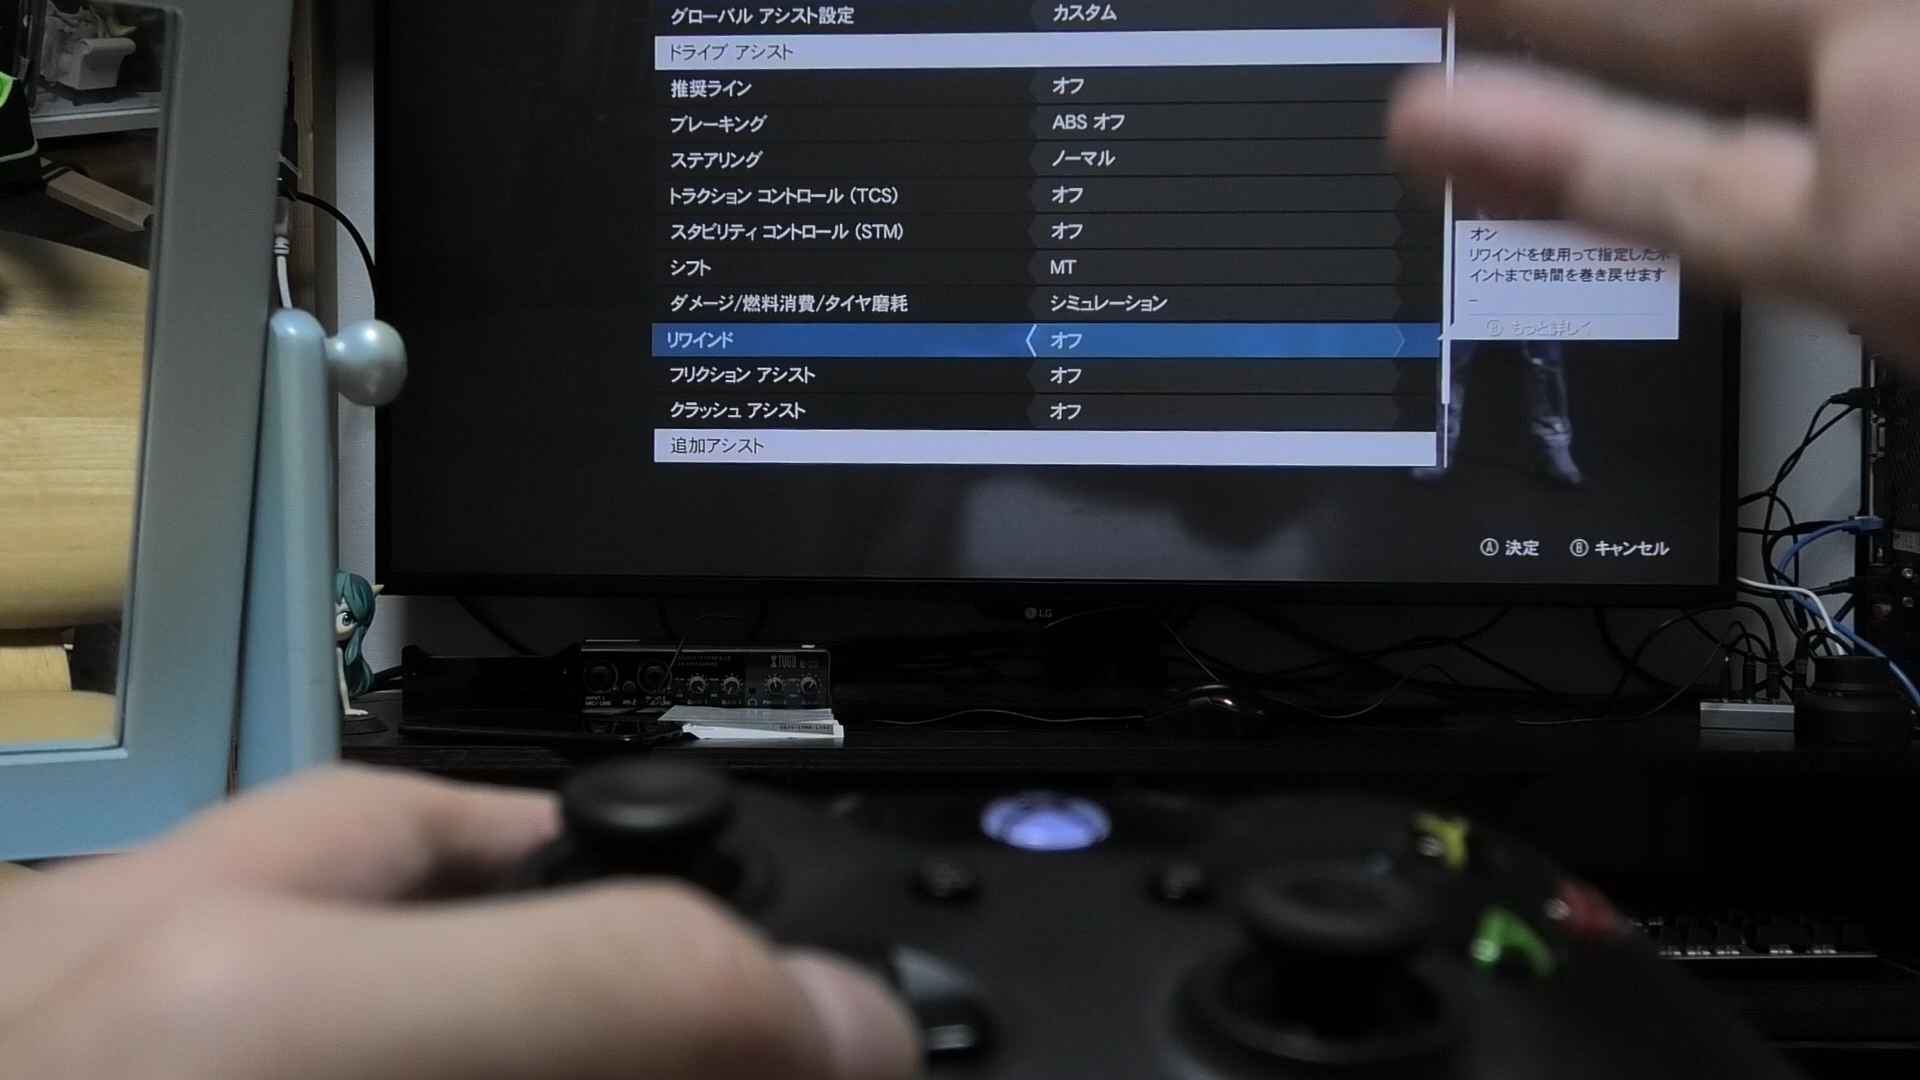 グローバル アシスト設定 カスタム
ドライブ アシスト
推奨ライン オフ
ブレーキング ABS オフ
ステアリング ノーマル
トラクション コントロール (TCS) オフ
スタビリティ コントロール (STM) オフ
シフト MT
ダメージ/燃料消費/タイヤ磨耗 シミュレーション
リワインド オフ
フリクション アシスト オフ
クラッシュ アシスト オフ
追加アシスト
オン
リワインドを使用って指定したポ
イントまで時間を巻き戻せます
Ⓑ もっと詳しく
Ⓐ 決定 Ⓑ キャンセル
LG